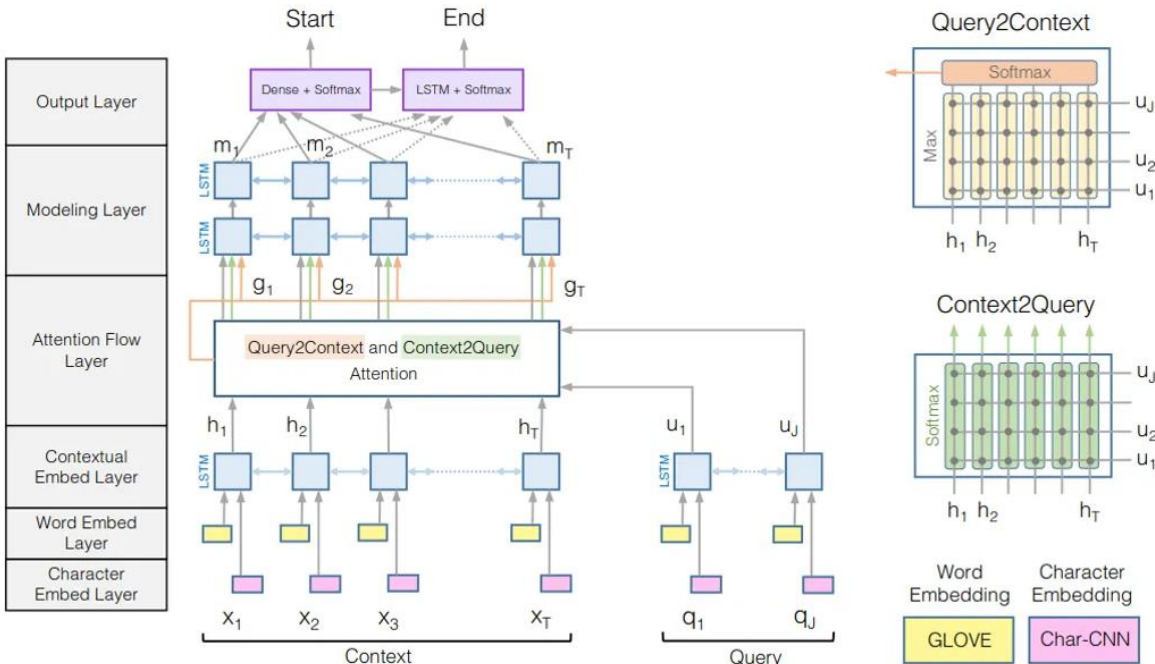 Start End
Output Layer
Dense + Softmax
LSTM + Softmax
m1 m2 mT
Modeling Layer
LSTM
LSTM
g1 g2 gT
Attention Flow
Layer
Query2Context and Context2Query
Attention
h1 h2 hT
u1 uJ
Contextual
Embed Layer
LSTM
LSTM
Word Embed
Layer
Character
Embed Layer
x1 x2 x3 xT
q1 qJ
Context
Query
Query2Context
Softmax
Max
uJ
u2
u1
h1 h2 hT
Context2Query
Softmax
uJ
u2
u1
h1 h2 hT
Word
Embedding
GLOVE
Character
Embedding
Char-CNN